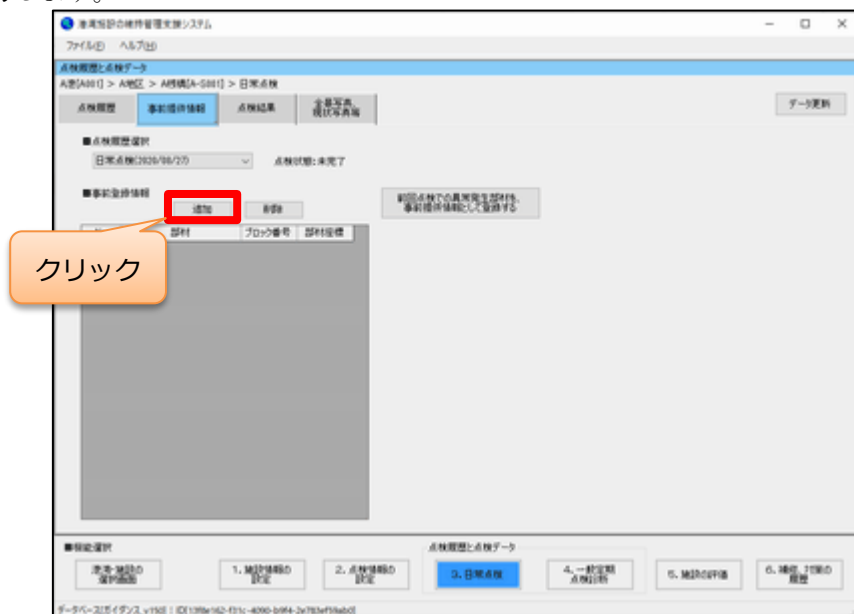 します。
港湾施設の維持管理支援システム
ファイル(F) ヘルプ(H)
点検履歴と点検データ
A港[A001] > A地区 > A桟橋[A-S001] > 日常点検
点検履歴
事前提供情報
点検結果
全景写真、
現状写真等
データ更新
■点検履歴選択
日常点検(2020/08/27)
点検状態:未完了
■事前登録情報
追加
削除
前回点検での異常発生部材を、
事前提供情報として登録する
部材
ブロック番号
部材座標
クリック
■機能選択
点検履歴と点検データ
港湾・施設の
選択画面
1. 施設情報の
設定
2. 点検情報の
設定
3. 日常点検
4. 一般定期
点検診断
5. 施設の評価
6. 補修、対策の
履歴